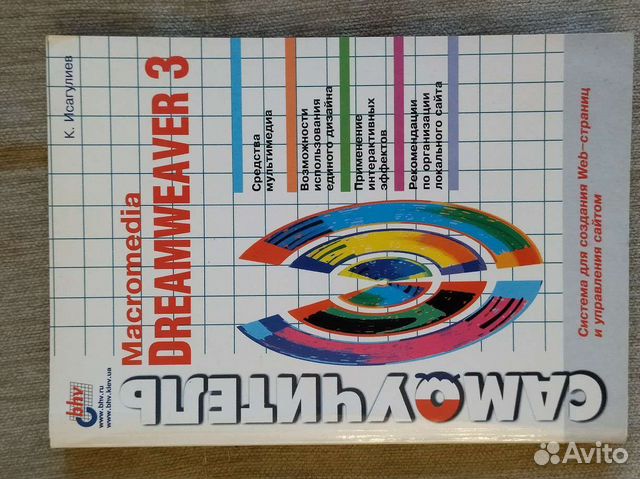 К. Исагулиев
Macromedia
DREAMWEAVER 3
Средства
мультимедиа
Возможности
использования
единого дизайна
Применение
интерактивных
эффектов
Рекомендации
по организации
локального сайта
САМОУЧИТЕЛЬ
Система для создания Web-страниц
и управления сайтом
bhv
www.bhv.ru
www.bhv.kiev.ua
Avito